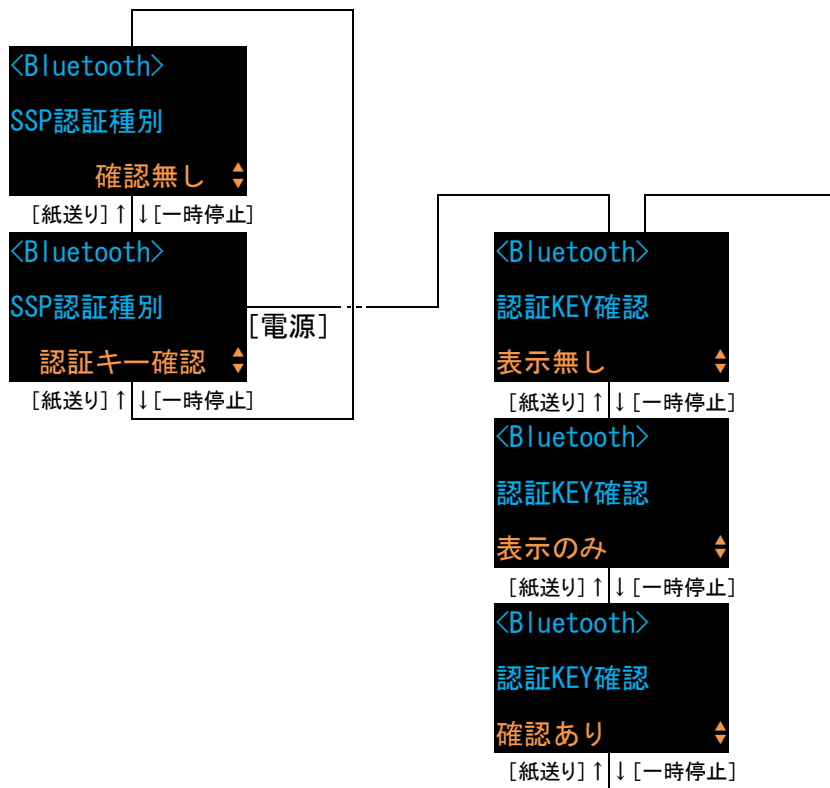 <Bluetooth>
SSP認証種別
確認無し
[紙送り]↑↓[一時停止]
<Bluetooth>
SSP認証種別
認証キー確認
[電源]
[紙送り]↑↓[一時停止]
<Bluetooth>
認証KEY確認
表示無し
[紙送り]↑↓[一時停止]
<Bluetooth>
認証KEY確認
表示のみ
[紙送り]↑↓[一時停止]
<Bluetooth>
認証KEY確認
確認あり
[紙送り]↑↓[一時停止]